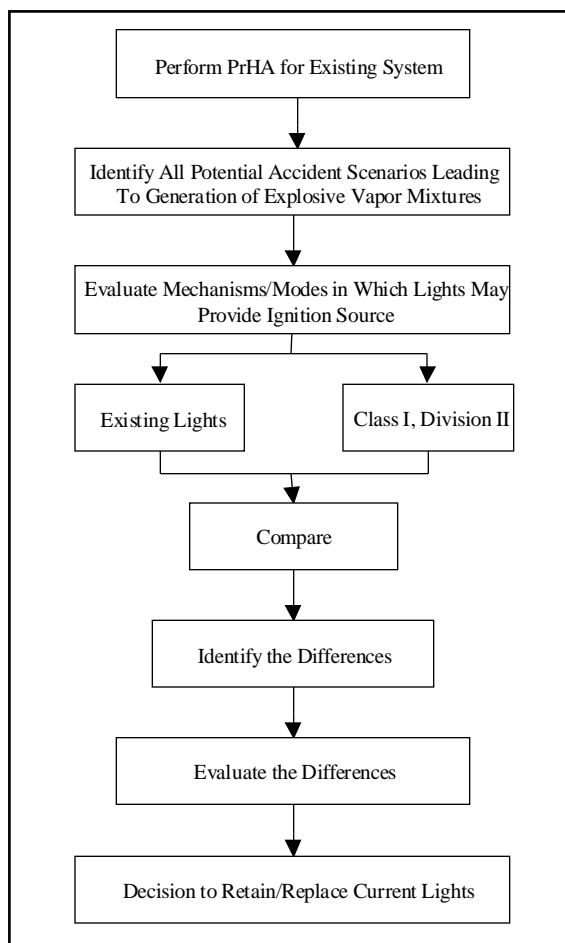 Perform PrHA for Existing System
Identify All Potential Accident Scenarios Leading
To Generation of Explosive Vapor Mixtures
Evaluate Mechanisms/Modes in Which Lights May
Provide Ignition Source
Existing Lights
Class I, Division II
Compare
Identify the Differences
Evaluate the Differences
Decision to Retain/Replace Current Lights